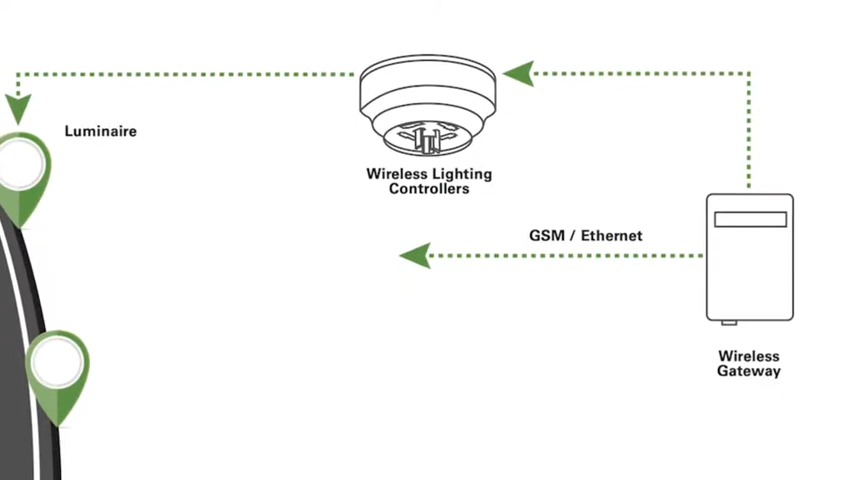 Luminaire
Wireless Lighting
Controllers
GSM / Ethernet
Wireless
Gateway